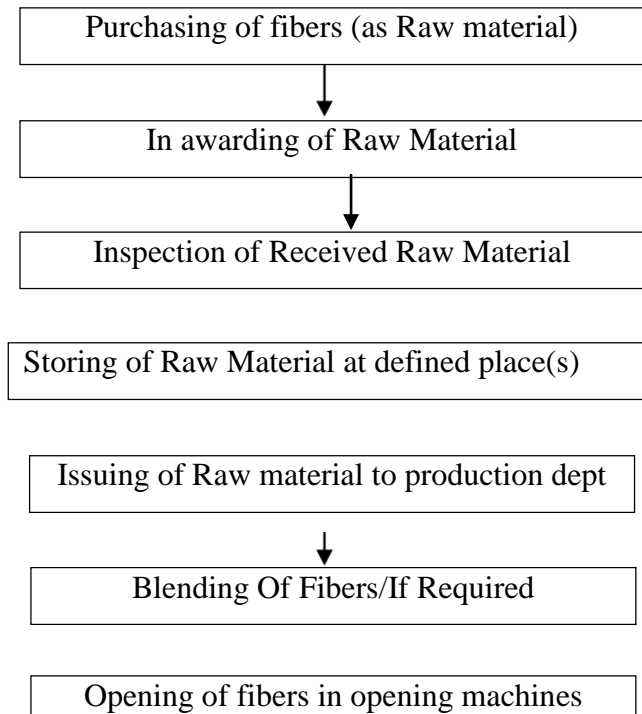 Purchasing of fibers (as Raw material)
In awarding of Raw Material
Inspection of Received Raw Material
Storing of Raw Material at defined place(s)
Issuing of Raw material to production dept
Blending Of Fibers/If Required
Opening of fibers in opening machines